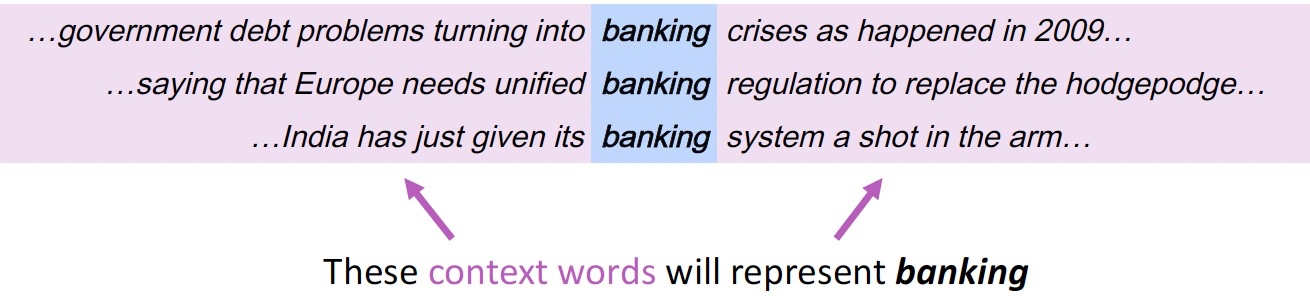 …government debt problems turning into banking crises as happened in 2009…
…saying that Europe needs unified banking regulation to replace the hodgepodge…
…India has just given its banking system a shot in the arm…
These context words will represent banking